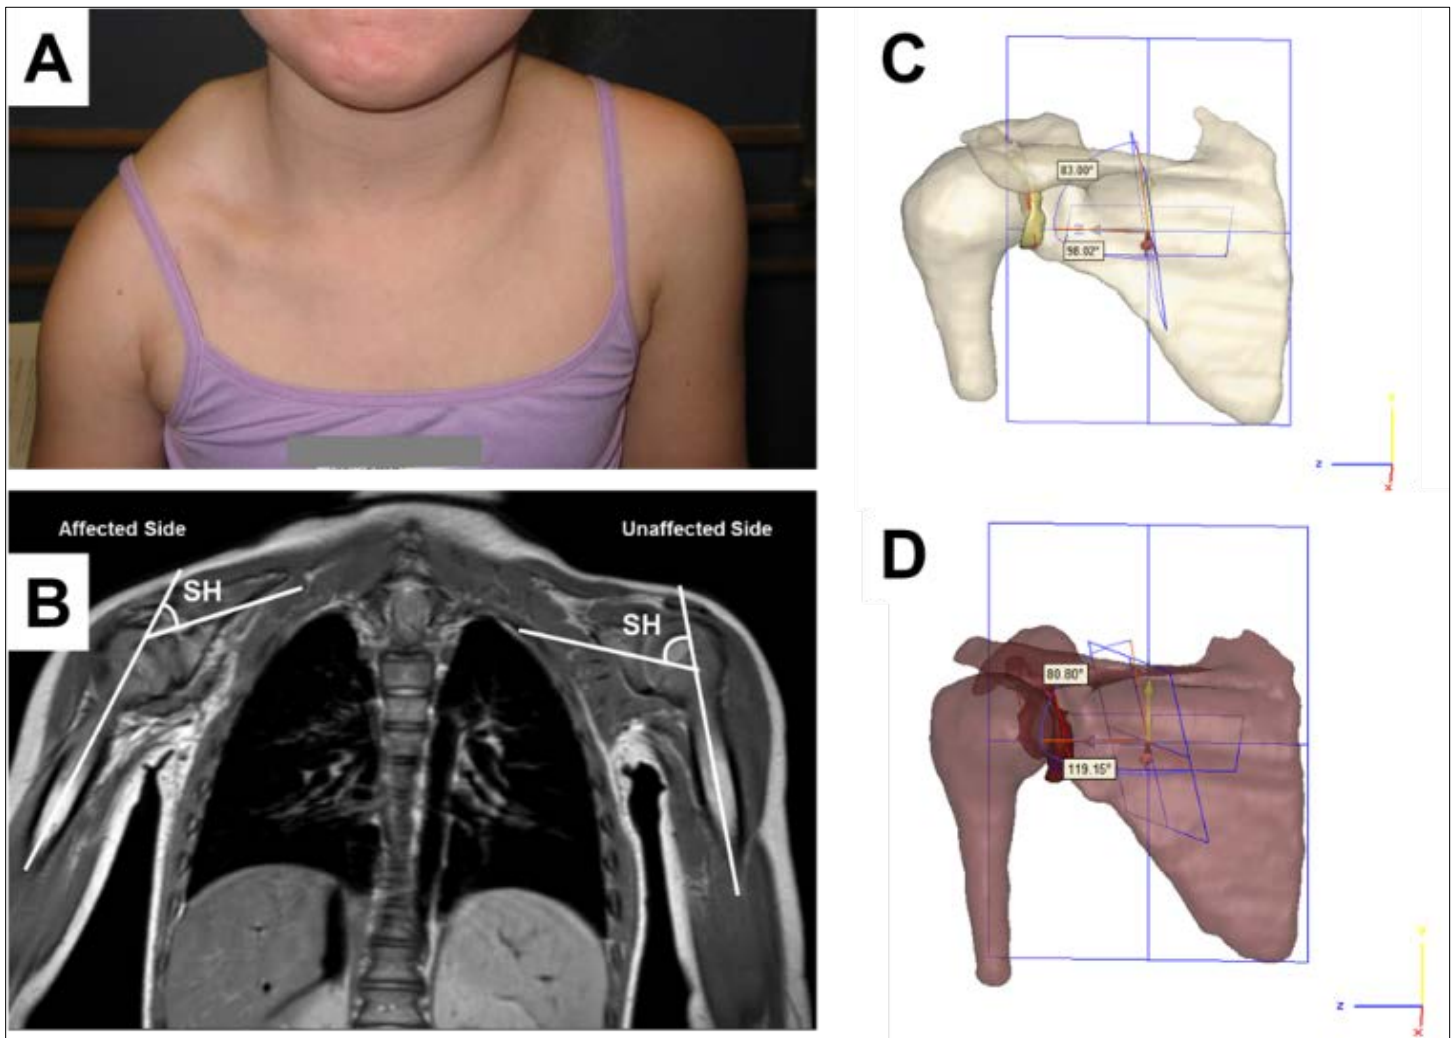 A
Affected Side
Unaffected Side
B
SH
SH
C
83.00°
98.02°
z
x
D
80.80°
119.15°
z
x